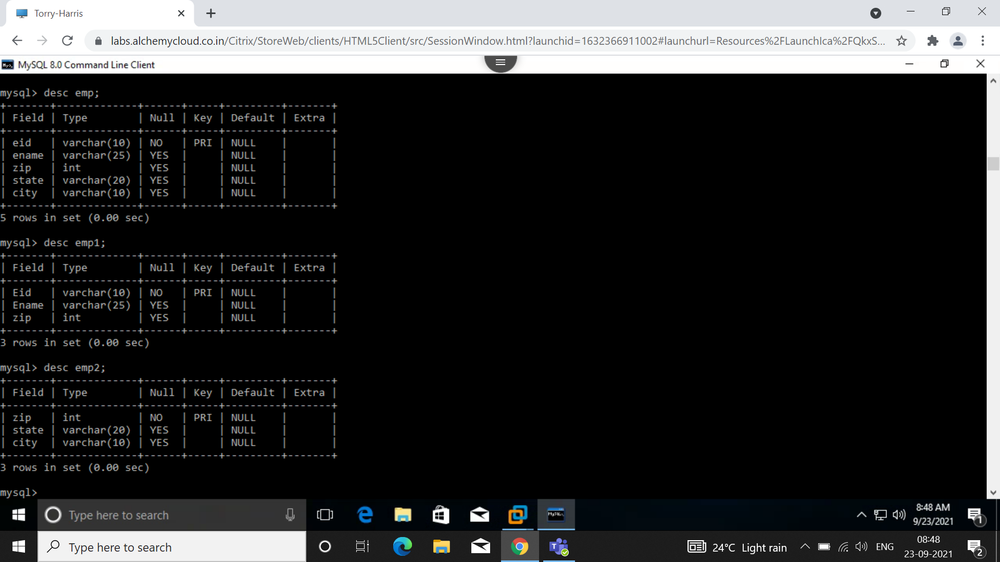 Torry-Harris
labs.alchemycloud.co.in/Citrix/StoreWeb/clients/HTML5Client/src/SessionWindow.html?launchid=1632366911002#launchurl=Resources%2FLaunchIca%2FQkxS...
MySQL 8.0 Command Line Client
mysql> desc emp;
+-------+-------------+------+-----+---------+-------+
| Field | Type        | Null | Key | Default | Extra |
+-------+-------------+------+-----+---------+-------+
| eid   | varchar(10) | NO   | PRI | NULL    |       |
| ename | varchar(25) | YES  |     | NULL    |       |
| zip   | int         | YES  |     | NULL    |       |
| state | varchar(20) | YES  |     | NULL    |       |
| city  | varchar(10) | YES  |     | NULL    |       |
+-------+-------------+------+-----+---------+-------+
5 rows in set (0.00 sec)
mysql> desc emp1;
+-------+-------------+------+-----+---------+-------+
| Field | Type        | Null | Key | Default | Extra |
+-------+-------------+------+-----+---------+-------+
| Eid   | varchar(10) | NO   | PRI | NULL    |       |
| Ename | varchar(25) | YES  |     | NULL    |       |
| zip   | int         | YES  |     | NULL    |       |
+-------+-------------+------+-----+---------+-------+
3 rows in set (0.00 sec)
mysql> desc emp2;
+-------+-------------+------+-----+---------+-------+
| Field | Type        | Null | Key | Default | Extra |
+-------+-------------+------+-----+---------+-------+
| zip   | int         | NO   | PRI | NULL    |       |
| state | varchar(20) | YES  |     | NULL    |       |
| city  | varchar(10) | YES  |     | NULL    |       |
+-------+-------------+------+-----+---------+-------+
3 rows in set (0.00 sec)
mysql>
Type here to search
8:48 AM
9/23/2021
1
Type here to search
24°C Light rain
ENG
08:48
23-09-2021
2